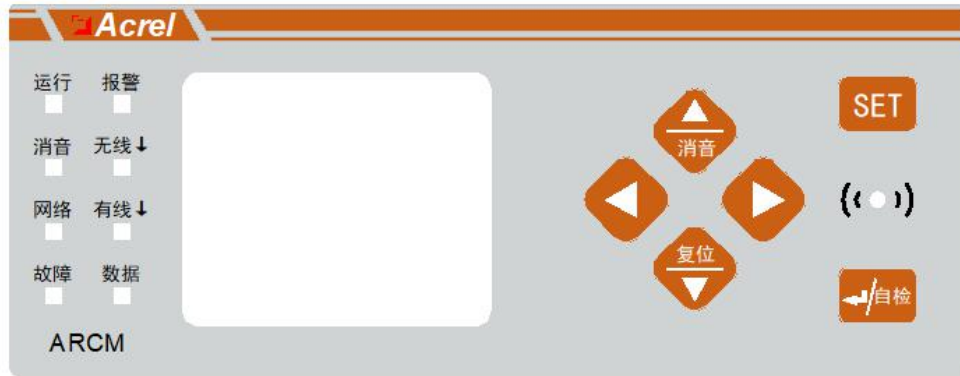 Acrel
运行 报警
消音 无线↓
网络 有线↓
故障 数据
ARCM
消音
复位
SET
自检